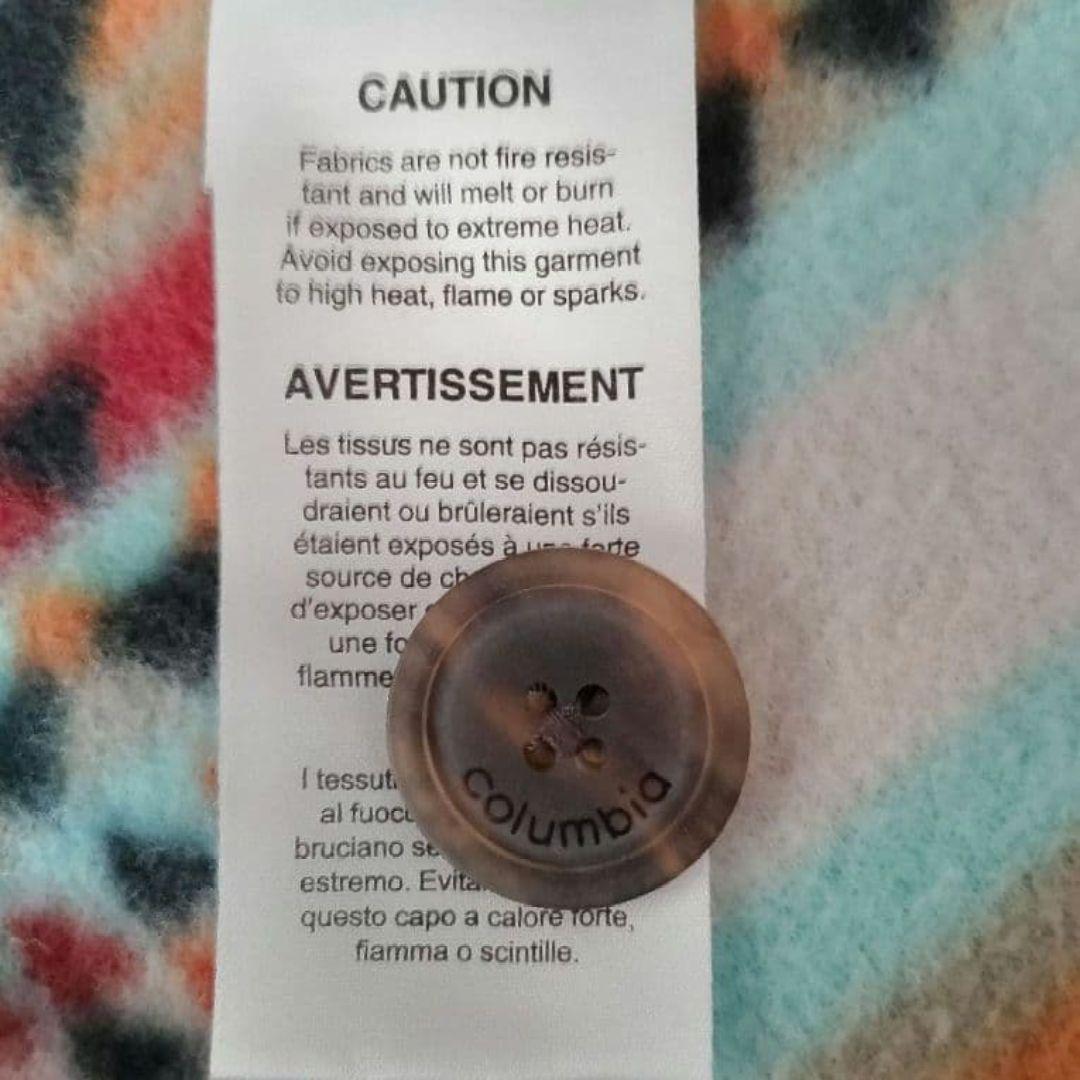 CAUTION
Fabrics are not fire resis-
tant and will melt or burn
if exposed to extreme heat.
Avoid exposing this garment
to high heat, flame or sparks.
AVERTISSEMENT
Les tissus ne sont pas résis-
tants au feu et se dissou-
draient ou brûleraient s'ils
étaient exposés à forte
source de
d'exposer
une
flamme
I
al
bruciano
estremo.
questo capo a calore forte,
fiamma o scintille.
Columbia